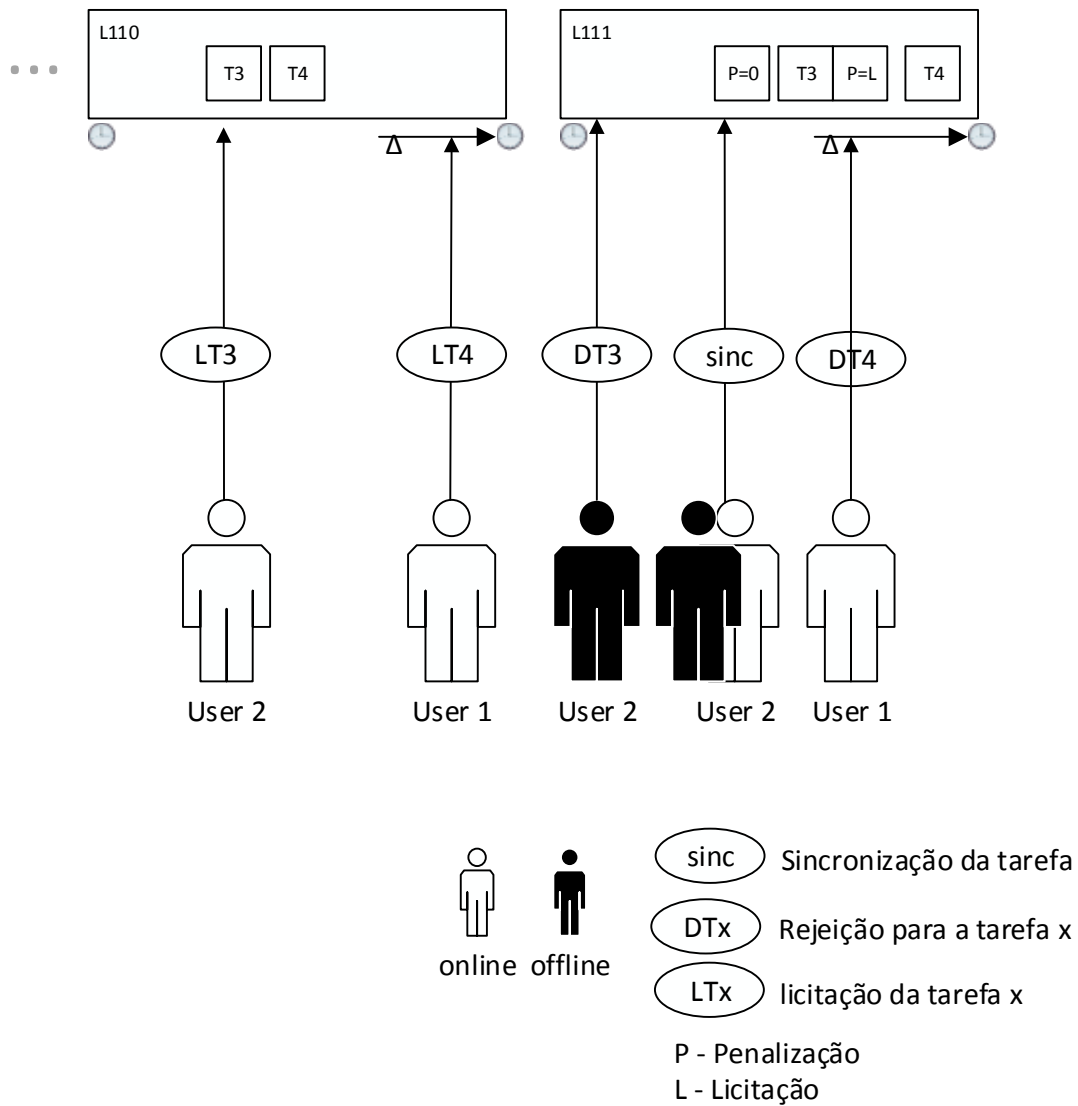 L110
T3 T4
L111
P=0 T3 P=L T4
Δ Δ
LT3 LT4 DT3 sinc DT4
User 2 User 1 User 2 User 2 User 1
sinc Sincronização da tarefa
DTx Rejeição para a tarefa x
online offline
LTx licitação da tarefa x
P - Penalização
L - Licitação